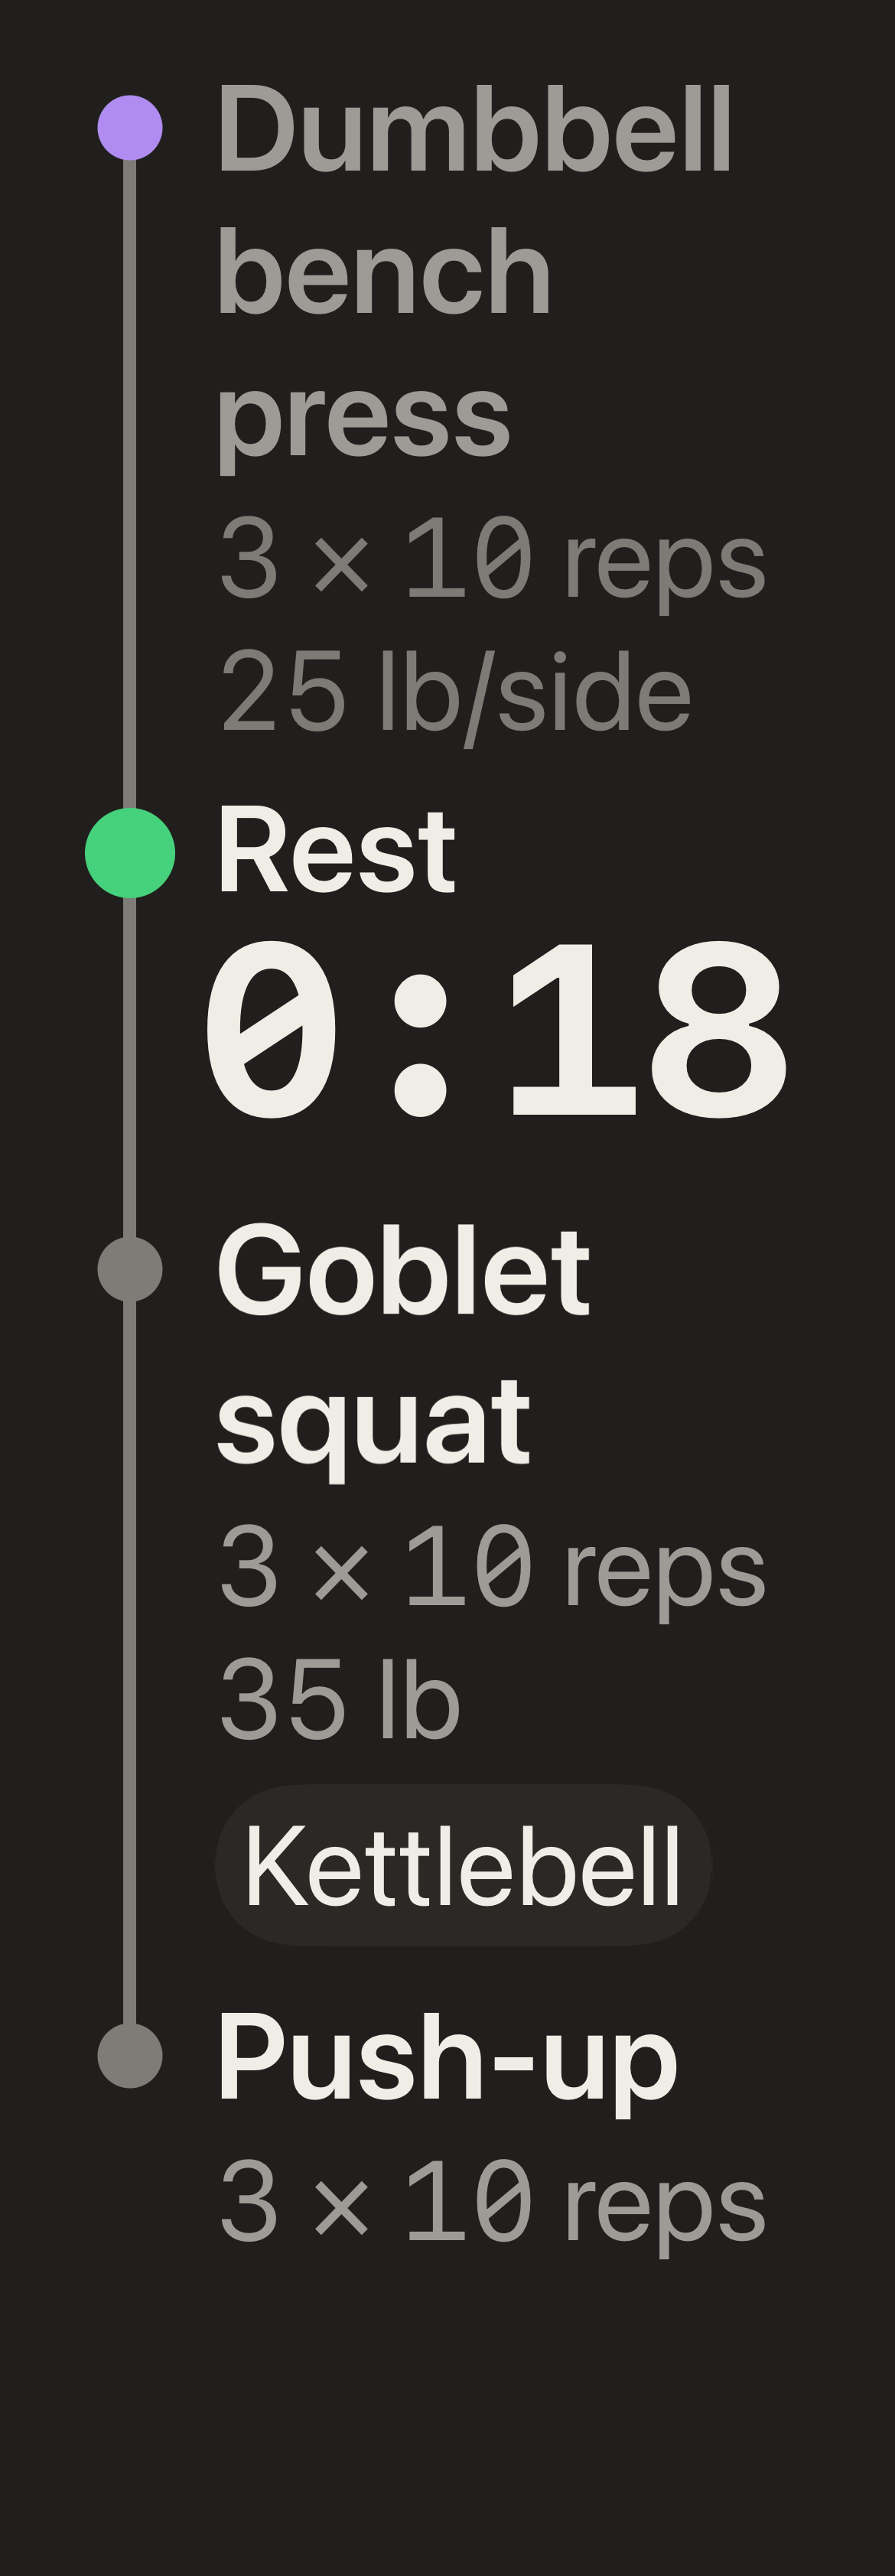 Dumbbell
bench
press
3 × 10 reps
25 lb/side
Rest
0:18
Goblet
squat
3 × 10 reps
35 lb
Kettlebell
Push-up
3 × 10 reps